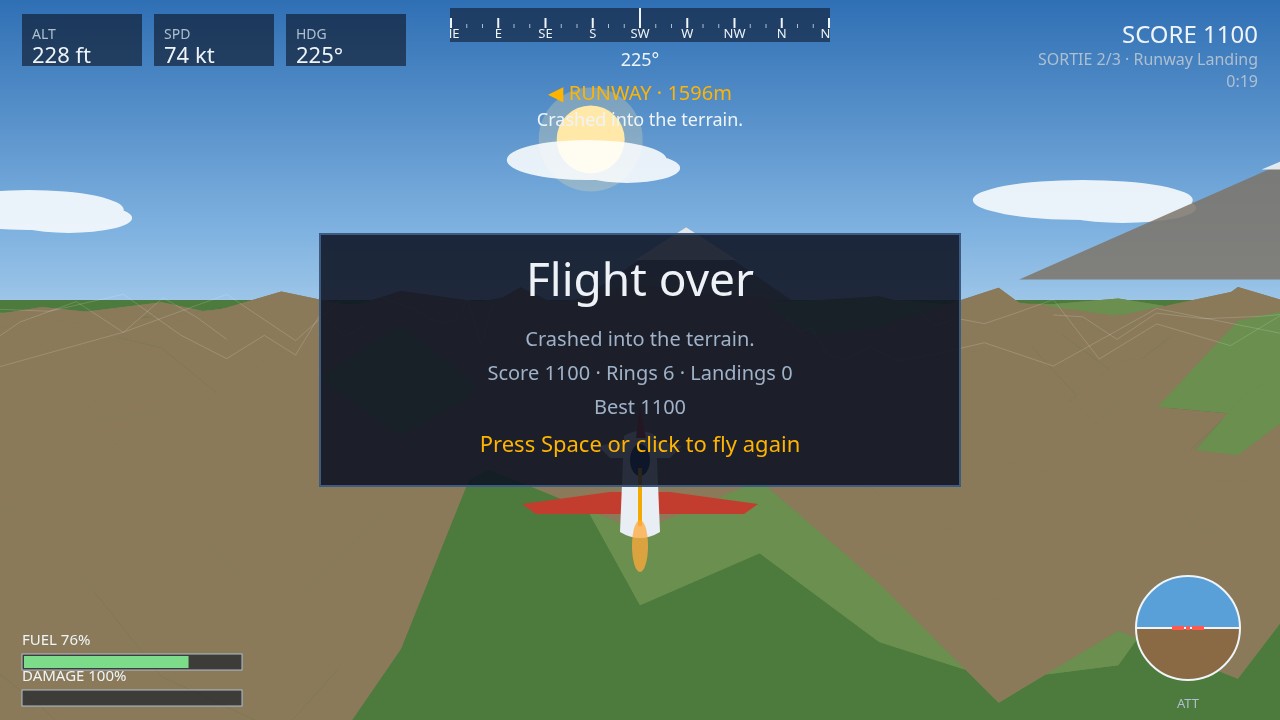 ALT
228 ft
SPD
74 kt
HDG
225°
E SE S SW W NW N N
225°
◀ RUNWAY · 1596m
Crashed into the terrain.
SCORE 1100
SORTIE 2/3 · Runway Landing
0:19
Flight over
Crashed into the terrain.
Score 1100 · Rings 6 · Landings 0
Best 1100
Press Space or click to fly again
FUEL 76%
DAMAGE 100%
ATT